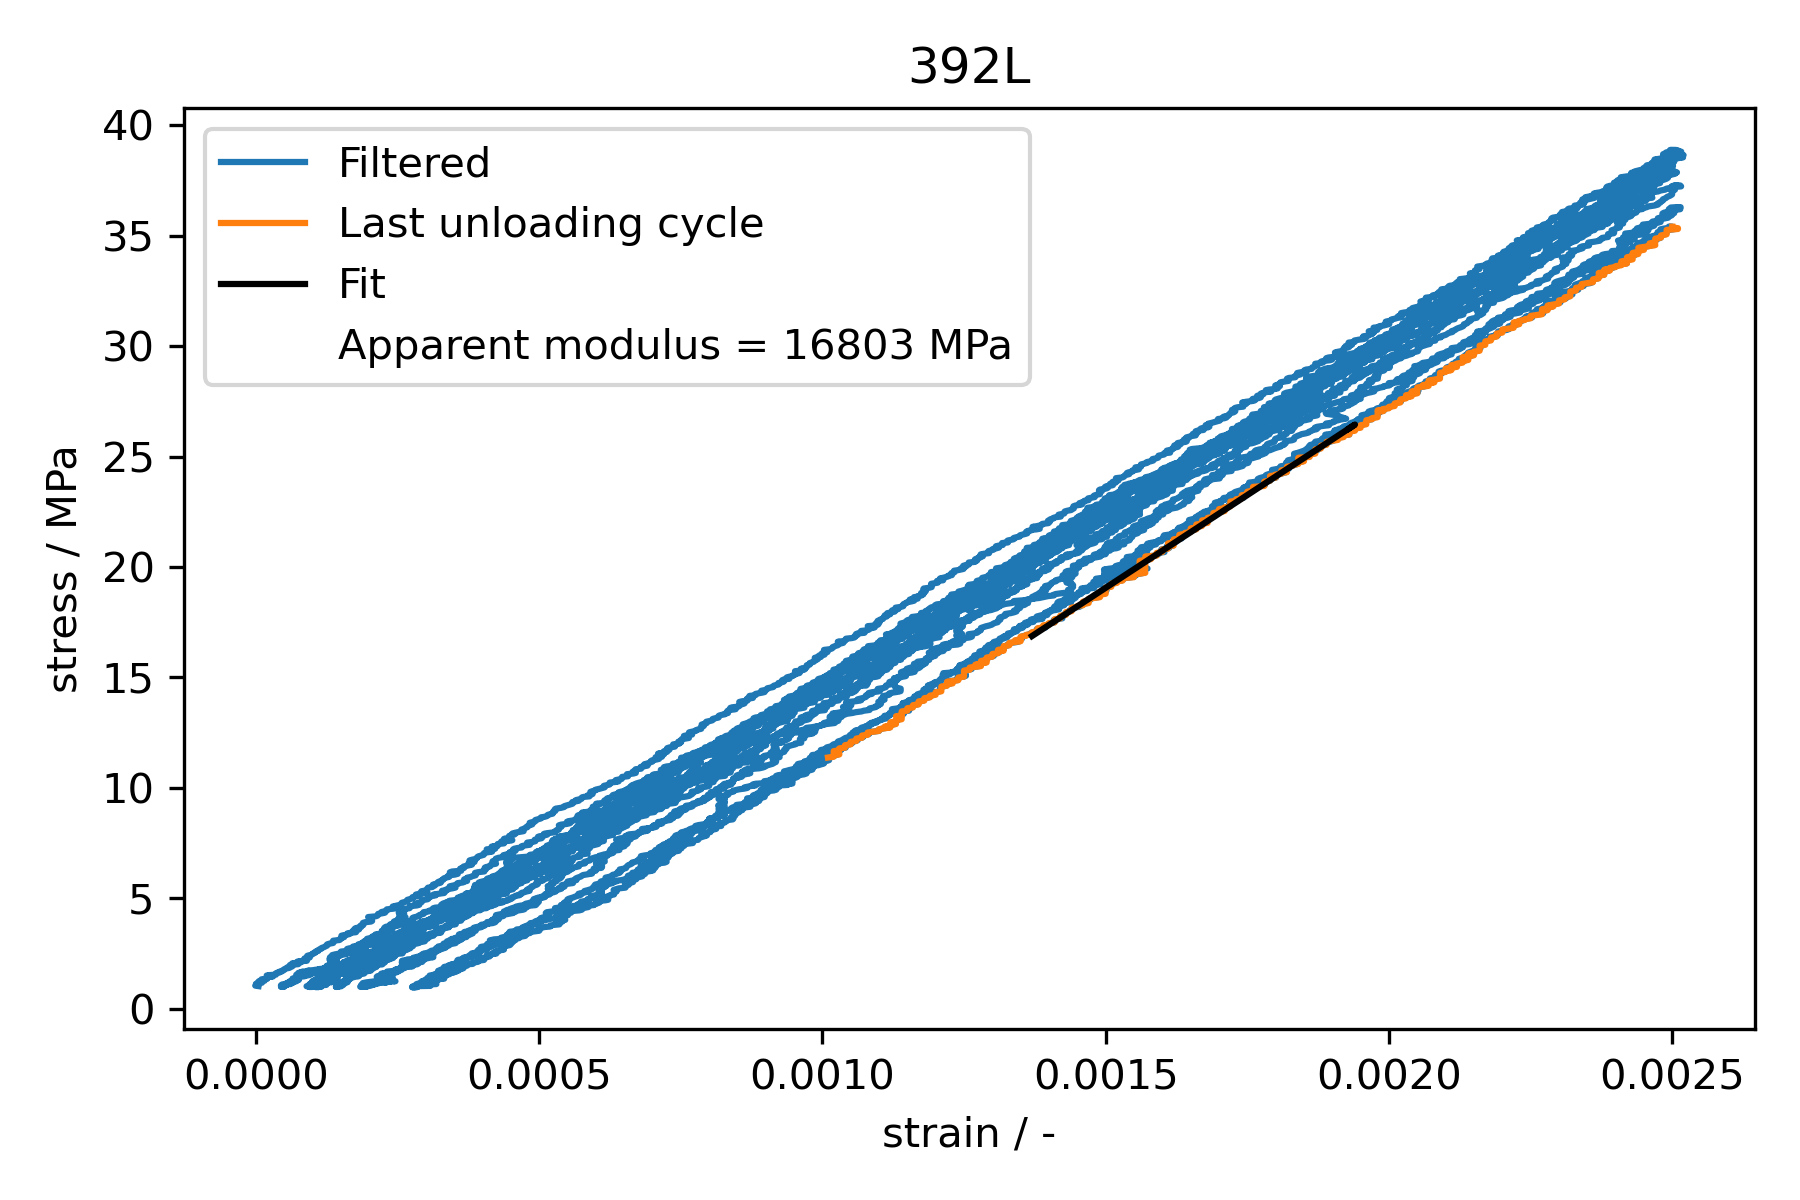 392L
40
35
30
25
20
15
10
5
0
stress / MPa
Filtered
Last unloading cycle
Fit
Apparent modulus = 16803 MPa
0.0000 0.0005 0.0010 0.0015 0.0020 0.0025
strain / -